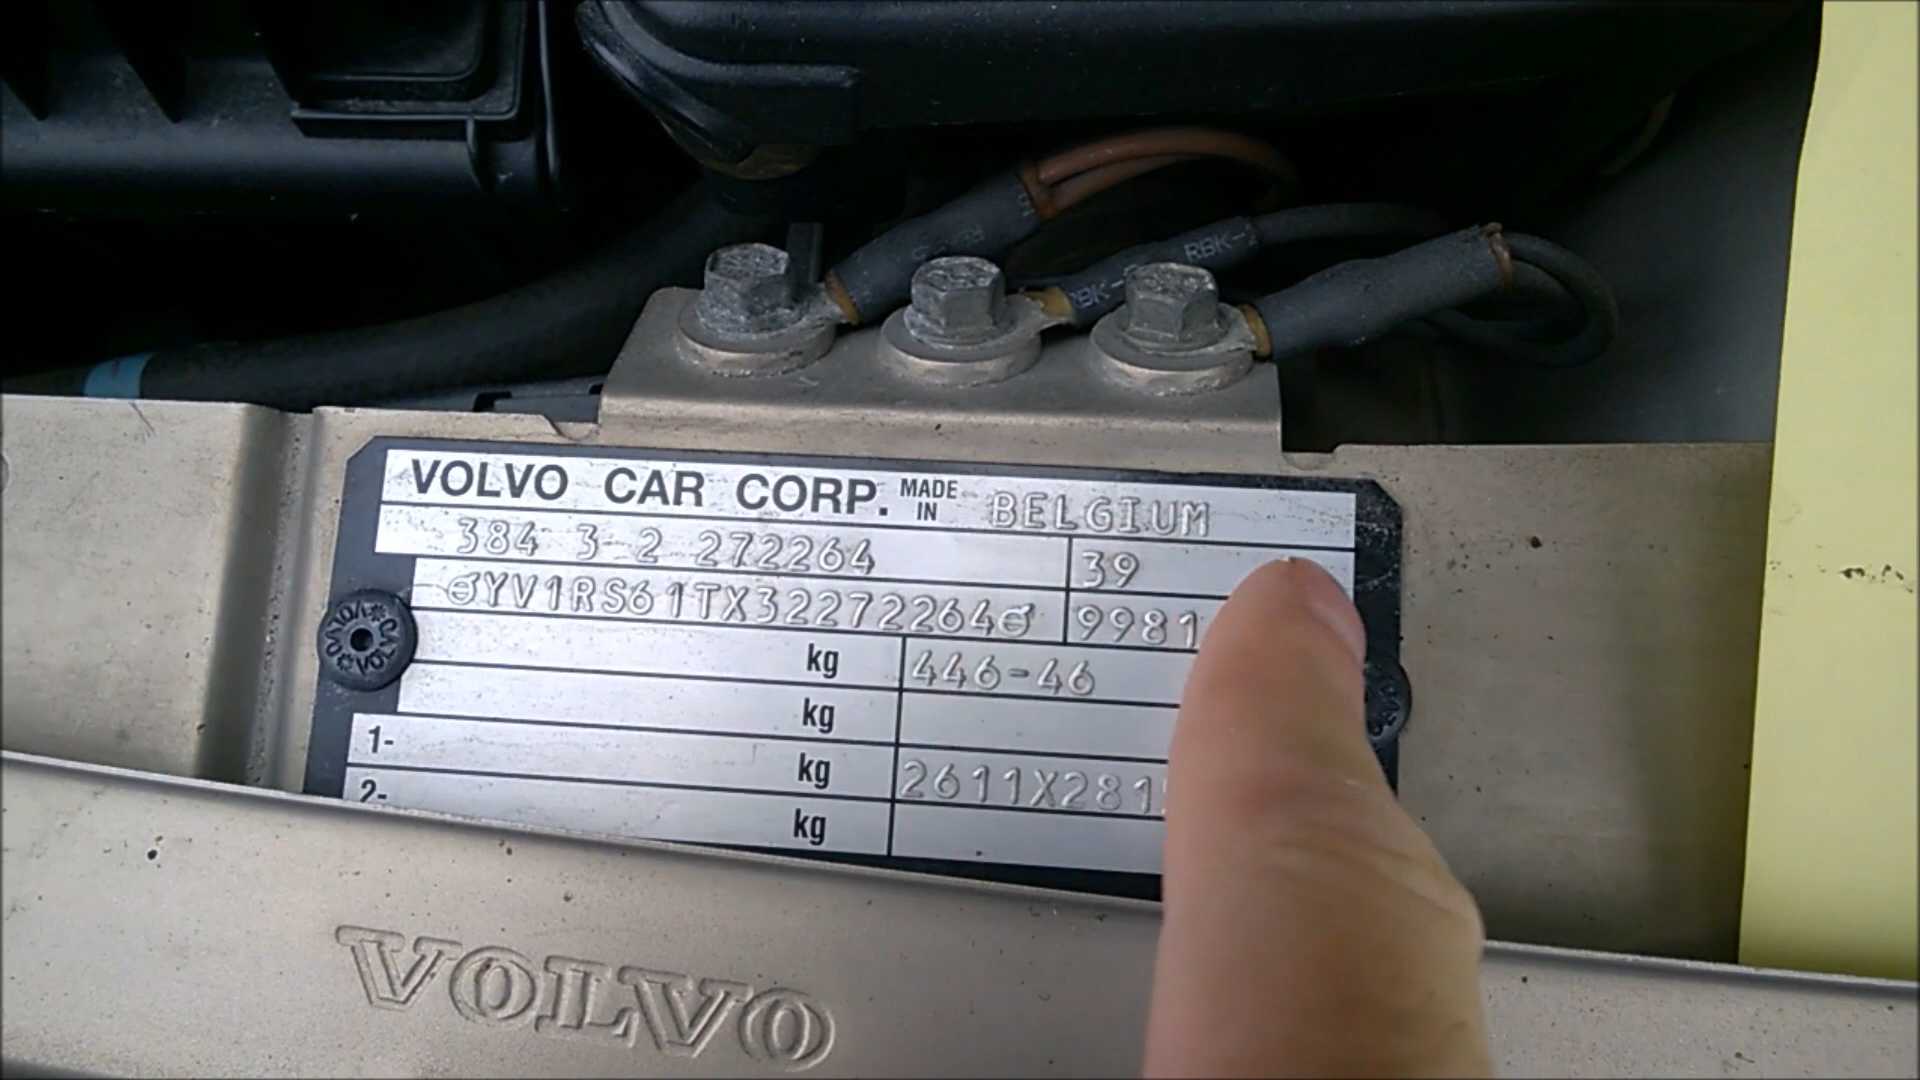 VOLVO CAR CORP. MADE IN BELGIUM
384 3 2 272264 39
YV1RS61TX32272264 9981
kg 446-46
kg
1- kg 2611X281
2- kg
VOLVO